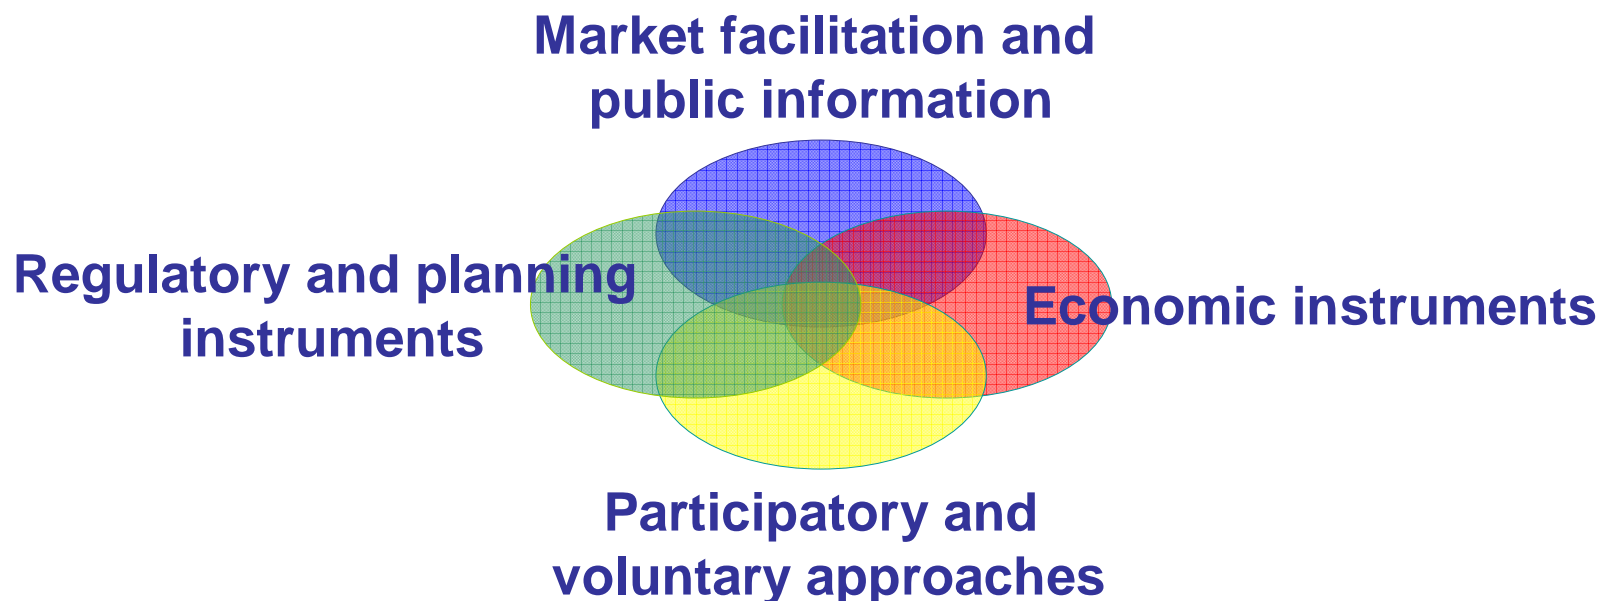 Market facilitation and
public information
Regulatory and planning
instruments
Economic instruments
Participatory and
voluntary approaches